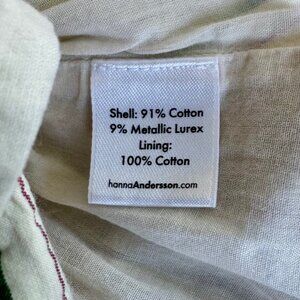 Shell: 91% Cotton
9% Metallic Lurex
Lining:
100% Cotton
hannaAndersson.com